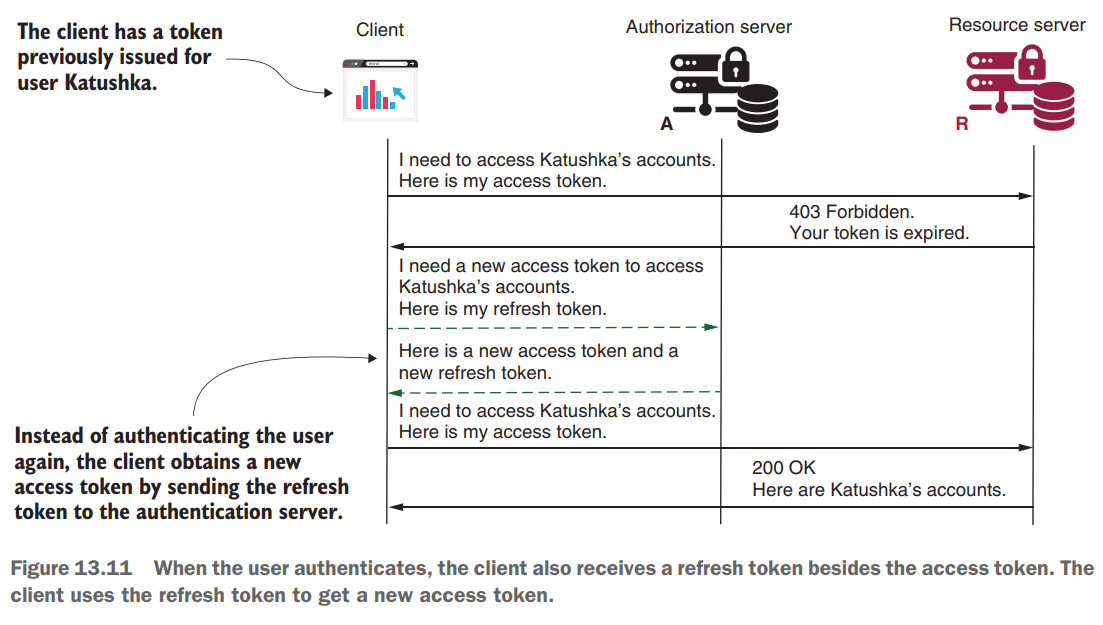 The client has a token
previously issued for
user Katushka.
Client
Authorization server
Resource server
A
R
I need to access Katushka’s accounts.
Here is my access token.
403 Forbidden.
Your token is expired.
I need a new access token to access
Katushka’s accounts.
Here is my refresh token.
Here is a new access token and a
new refresh token.
I need to access Katushka’s accounts.
Here is my access token.
Instead of authenticating the user
again, the client obtains a new
access token by sending the refresh
token to the authentication server.
200 OK
Here are Katushka’s accounts.
Figure 13.11 When the user authenticates, the client also receives a refresh token besides the access token. The
client uses the refresh token to get a new access token.